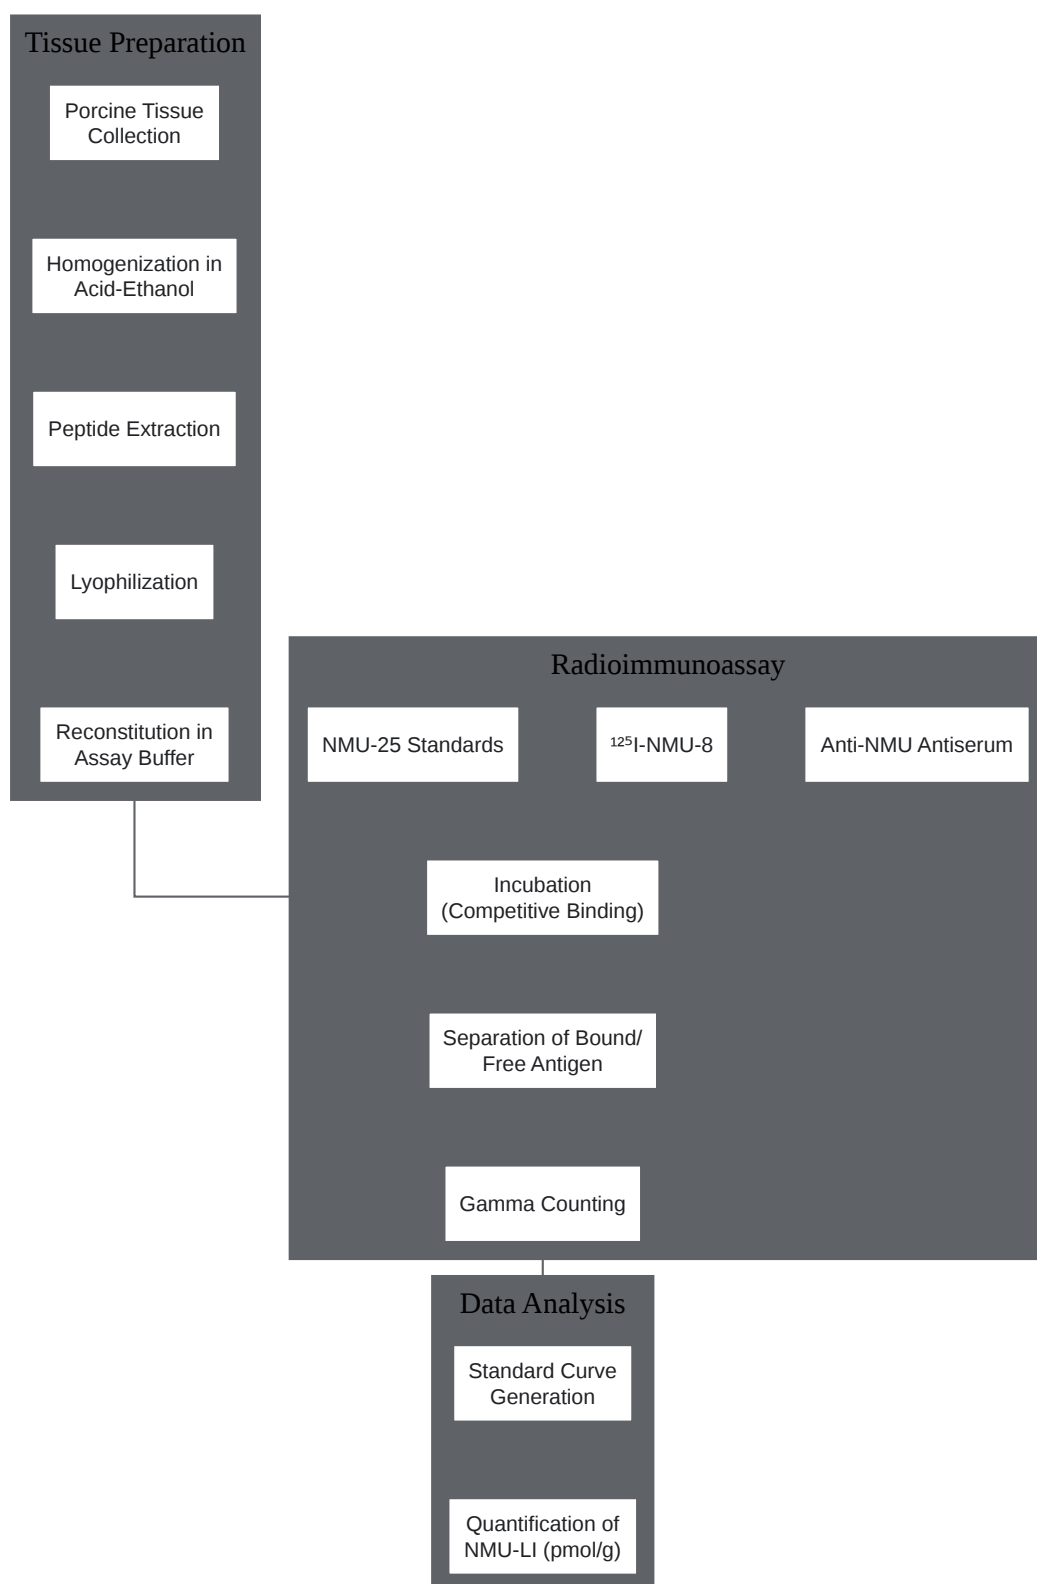 Tissue Preparation
Porcine Tissue
Collection
Homogenization in
Acid-Ethanol
Peptide Extraction
Lyophilization
Reconstitution in
Assay Buffer
Radioimmunoassay
NMU-25 Standards
¹²⁵I-NMU-8
Anti-NMU Antiserum
Incubation
(Competitive Binding)
Separation of Bound/
Free Antigen
Gamma Counting
Data Analysis
Standard Curve
Generation
Quantification of
NMU-LI (pmol/g)